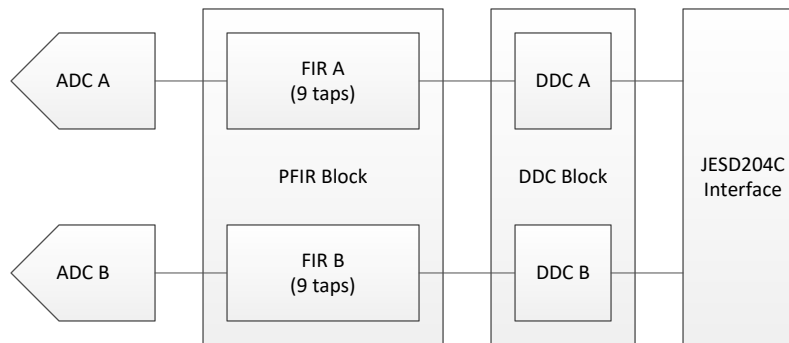 ADC A
FIR A
(9 taps)
DDC A
PFIR Block
DDC Block
JESD204C
Interface
ADC B
FIR B
(9 taps)
DDC B